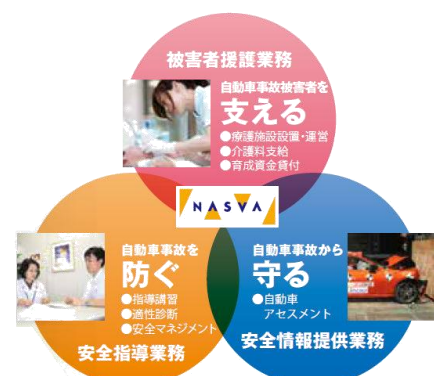 被害者援護業務
自動車事故被害者を
支える
●療護施設設置・運営
●介護料支給
●育成資金貸付
NASVA
自動車事故を
防ぐ
●指導講習
●適性診断
●安全マネジメント
安全指導業務
自動車事故から
守る
●自動車
アセスメント
安全情報提供業務